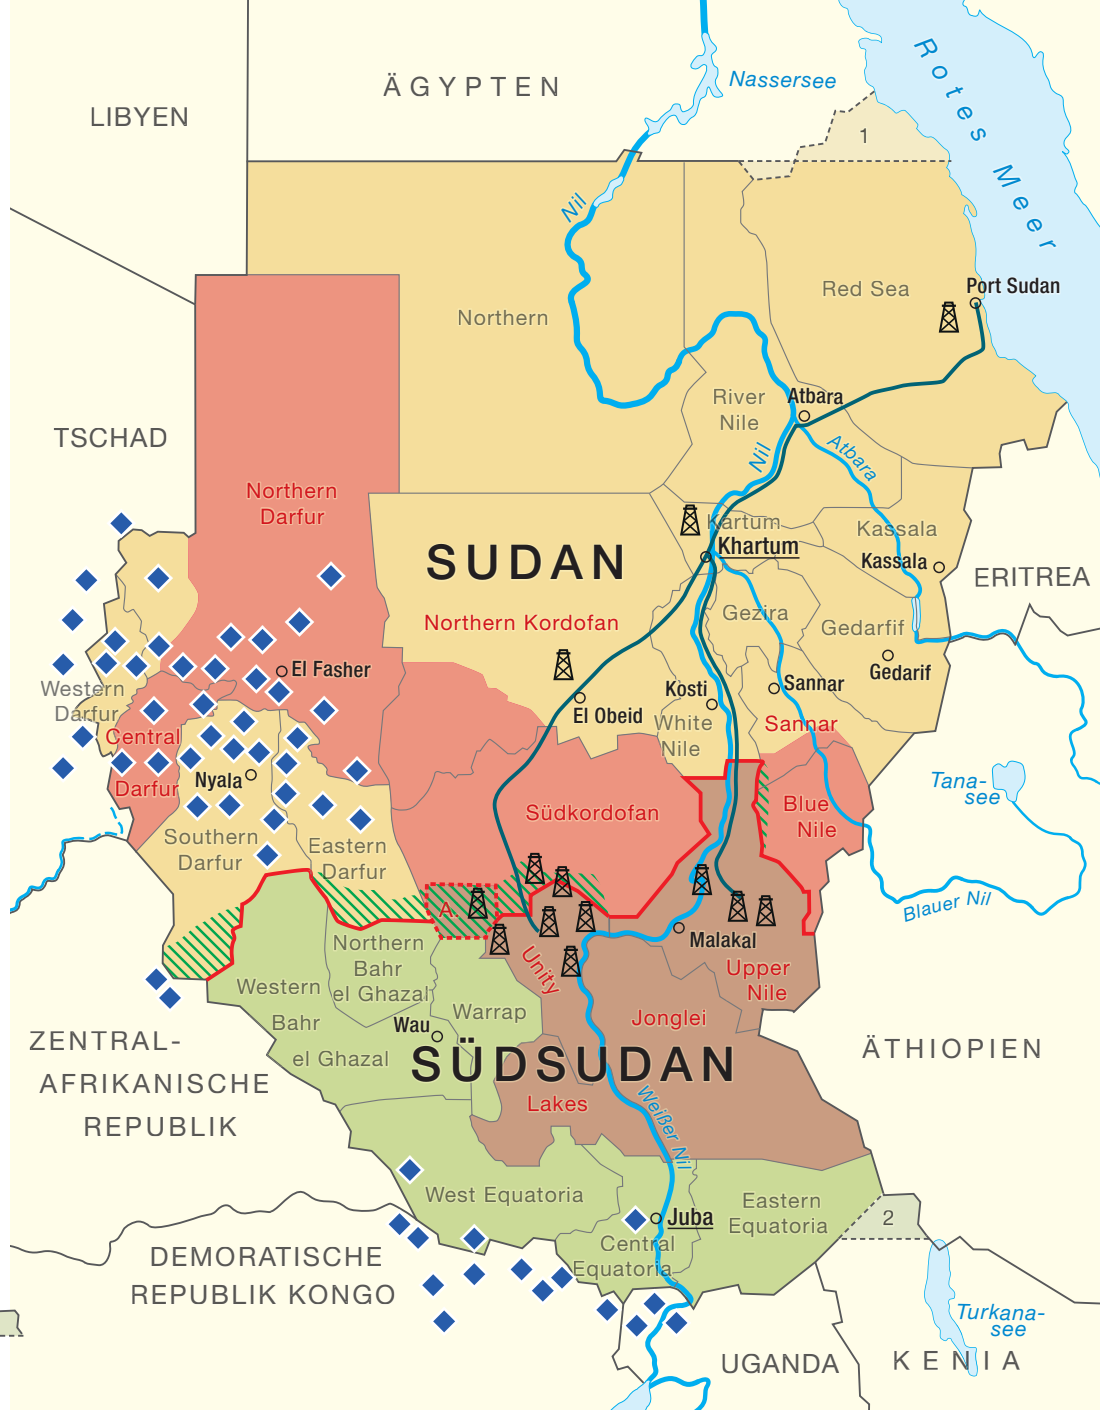 ÄGYPTEN
LIBYEN
Nassersee
1
Rotes Meer
Nil
Red Sea
Port Sudan
Northern
River
Nile
Atbara
TSCHAD
Nil
Atbara
Northern
Darfur
Kartum
Kassala
SUDAN
Khartum
Kassala
ERITREA
Northern Kordofan
Gezira
Gedarfif
El Fasher
Gedarif
Western
Darfur
Kosti
Sannar
El Obeid
White
Nile
Sannar
Central
Darfur
Nyala
Tana-
see
Südkordofan
Blue
Nile
Southern
Darfur
Eastern
Darfur
A.
Blauer Nil
Northern
Bahr
el Ghazal
Malakal
Unity
Upper
Nile
Western
Bahr
el Ghazal
Warrap
Wau
Jonglei
ZENTRAL-
AFRIKANISCHE
REPUBLIK
ÄTHIOPIEN
SÜDSUDAN
Lakes
Weißer Nil
West Equatoria
Eastern
Equatoria
Juba
2
Central
Equatoria
DEMORATISCHE
REPUBLIK KONGO
Turkana-
see
UGANDA
KENIA